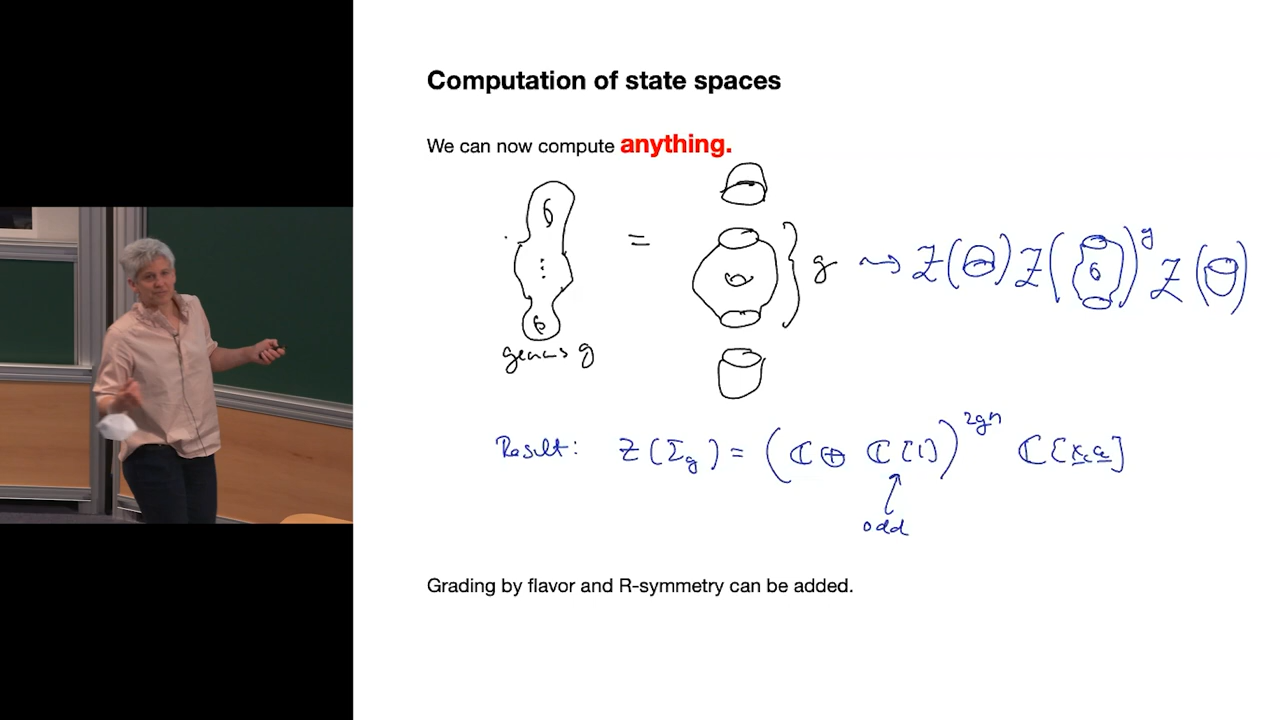 Computation of state spaces
We can now compute anything.
= } g ⇝ Z( ) Z( )^g Z( )
genus g
Result: Z(Σ_g) = (ℂ ⊕ ℂ[1])^{2gn} ℂ[x, a]
odd
Grading by flavor and R-symmetry can be added.